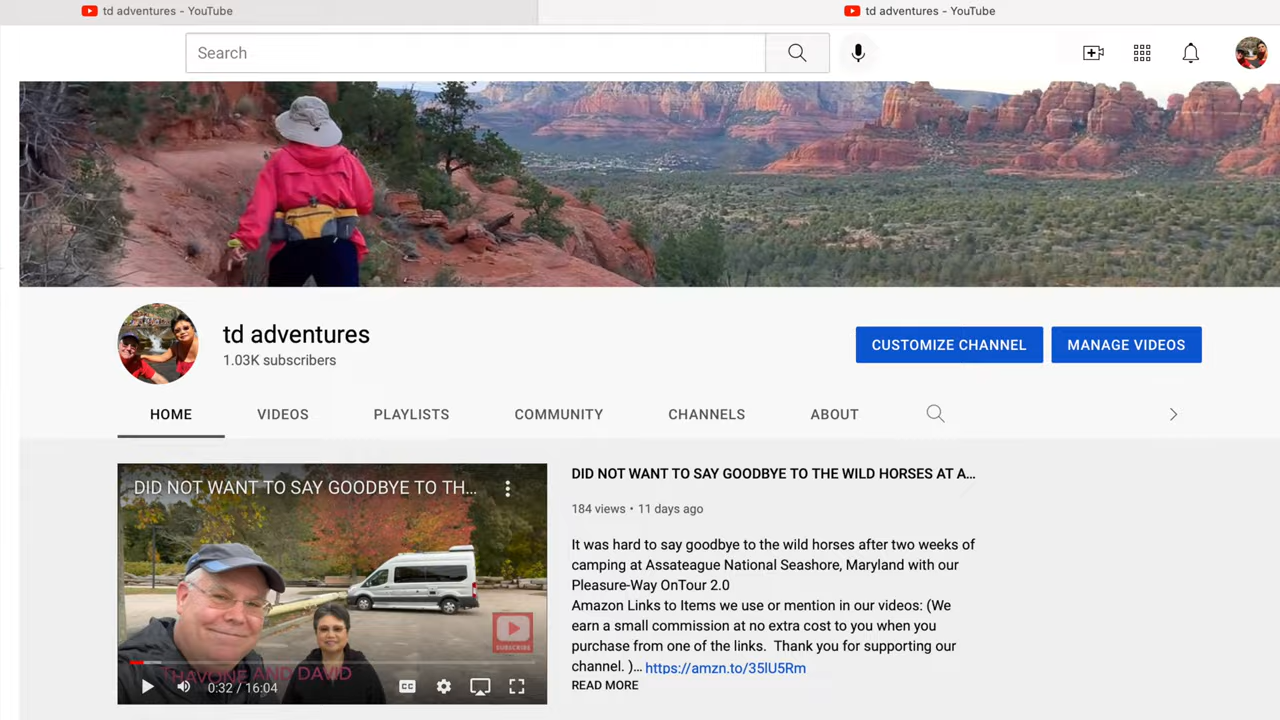 td adventures - YouTube
td adventures - YouTube
Search
td adventures
1.03K subscribers
CUSTOMIZE CHANNEL
MANAGE VIDEOS
HOME
VIDEOS
PLAYLISTS
COMMUNITY
CHANNELS
ABOUT
DID NOT WANT TO SAY GOODBYE TO TH...
SUBSCRIBE
THAVONE AND DAVID
0:32 / 16:04
CC
DID NOT WANT TO SAY GOODBYE TO THE WILD HORSES AT A...
184 views • 11 days ago
It was hard to say goodbye to the wild horses after two weeks of
camping at Assateague National Seashore, Maryland with our
Pleasure-Way OnTour 2.0
Amazon Links to Items we use or mention in our videos: (We
earn a small commission at no extra cost to you when you
purchase from one of the links. Thank you for supporting our
channel. )... https://amzn.to/35lU5Rm
READ MORE